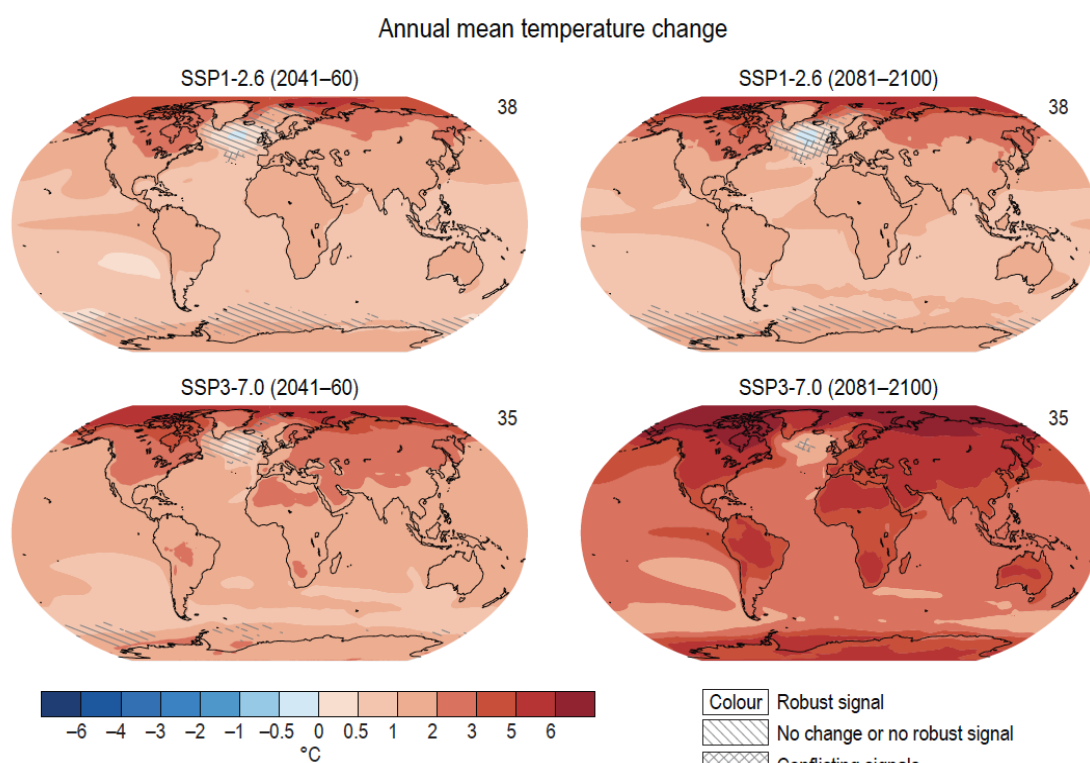 Annual mean temperature change
SSP1-2.6 (2041–60)
38
SSP1-2.6 (2081–2100)
38
SSP3-7.0 (2041–60)
35
SSP3-7.0 (2081–2100)
35
–6 –4 –3 –2 –1 –0.5 0 0.5 1 2 3 5 6
°C
Colour Robust signal
No change or no robust signal
Conflicting signals